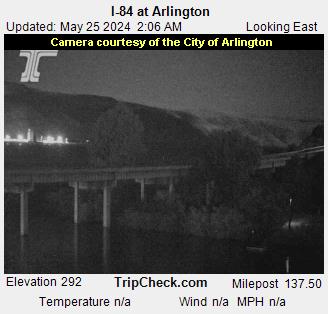 I-84 at Arlington
Updated: May 25 2024 2:06 AM Looking East
Camera courtesy of the City of Arlington
Elevation 292 TripCheck.com Milepost 137.50
Temperature n/a Wind n/a MPH n/a